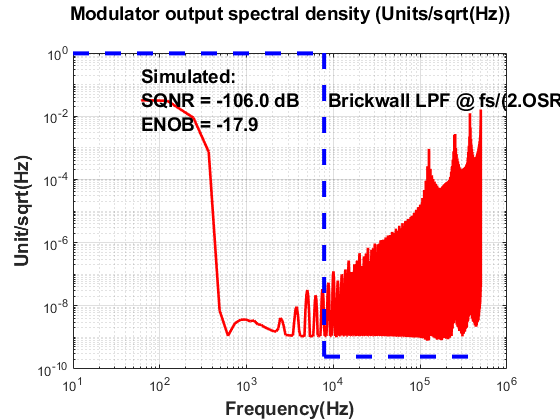 Modulator output spectral density (Units/sqrt(Hz))
Simulated:
SQNR = -106.0 dB
ENOB = -17.9
Brickwall LPF @ fs/(2.OSR
Unit/sqrt(Hz)
10^0
10^-2
10^-4
10^-6
10^-8
10^-10
10^1 10^2 10^3 10^4 10^5 10^6
Frequency(Hz)